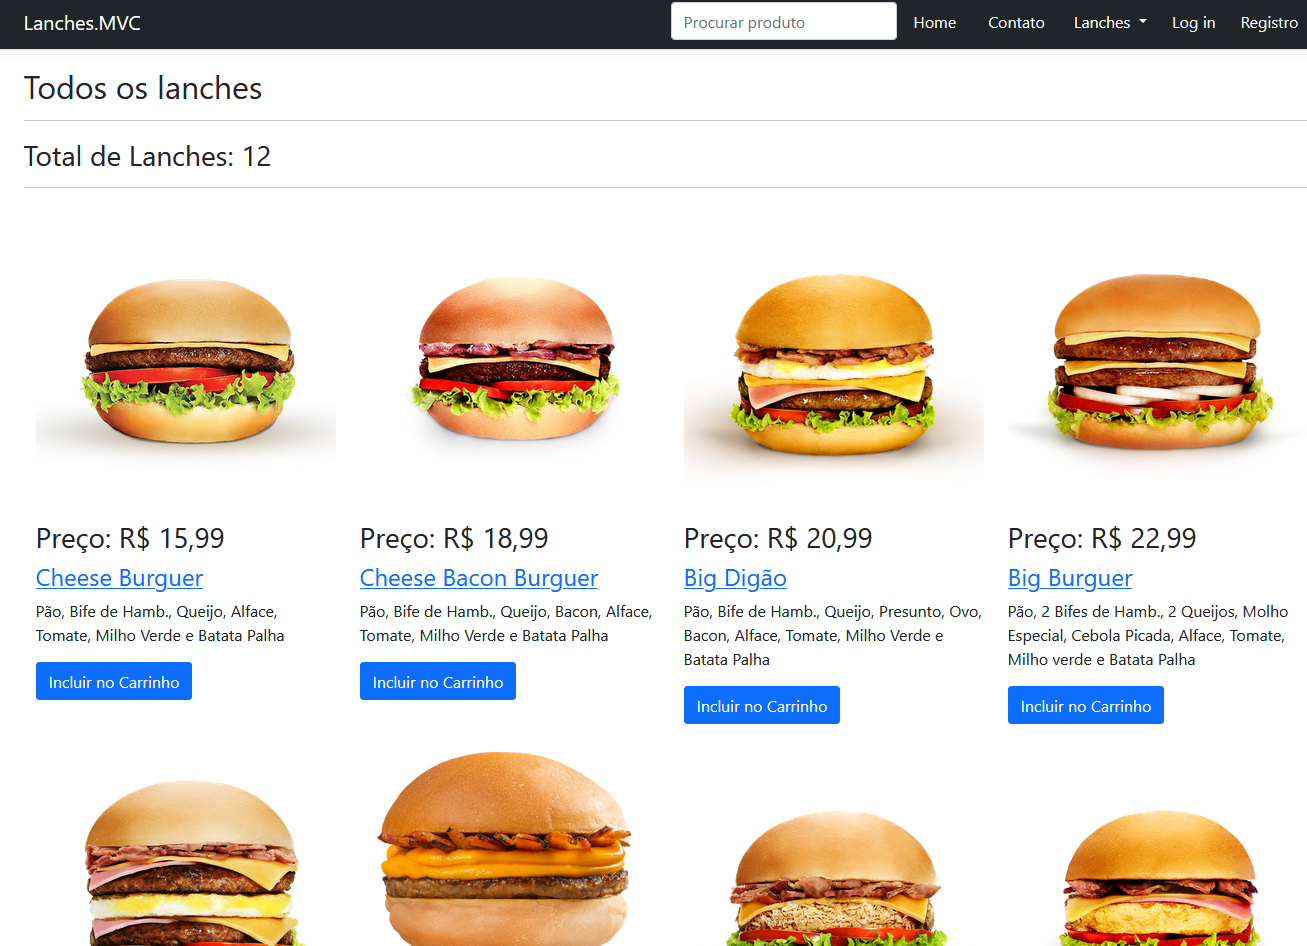 Lanches.MVC
Procurar produto
Home
Contato
Lanches
Log in
Registro
Todos os lanches
Total de Lanches: 12
Preço: R$ 15,99
Cheese Burguer
Pão, Bife de Hamb., Queijo, Alface,
Tomate, Milho Verde e Batata Palha
Incluir no Carrinho
Preço: R$ 18,99
Cheese Bacon Burguer
Pão, Bife de Hamb., Queijo, Bacon, Alface,
Tomate, Milho Verde e Batata Palha
Incluir no Carrinho
Preço: R$ 20,99
Big Digão
Pão, Bife de Hamb., Queijo, Presunto, Ovo,
Bacon, Alface, Tomate, Milho Verde e
Batata Palha
Incluir no Carrinho
Preço: R$ 22,99
Big Burguer
Pão, 2 Bifes de Hamb., 2 Queijos, Molho
Especial, Cebola Picada, Alface, Tomate,
Milho verde e Batata Palha
Incluir no Carrinho